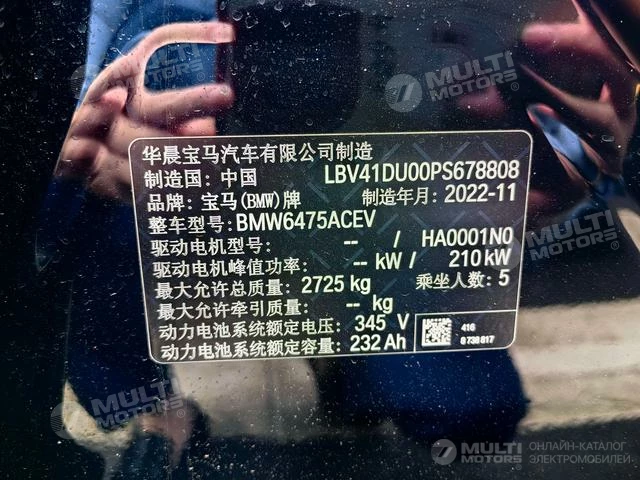 MULTI
MOTORS®
MULTI
MOTORS®
华晨宝马汽车有限公司制造
制造国: 中国 LBV41DU00PS678808
品牌: 宝马(BMW)牌 制造年月: 2022-11
整车型号: BMW6475ACEV
驱动电机型号: -- / HA0001N0
驱动电机峰值功率: -- kW / 210 kW
最大允许总质量: 2725 kg 乘坐人数: 5
最大允许牵引质量: -- kg
动力电池系统额定电压: 345 V 416
动力电池系统额定容量: 232 Ah 0738817
MULTI
MOTORS
MULTI
MOTORS
MULTI
MOTORS
ОНЛАЙН-КАТАЛОГ
ЭЛЕКТРОМОБИЛЕЙ